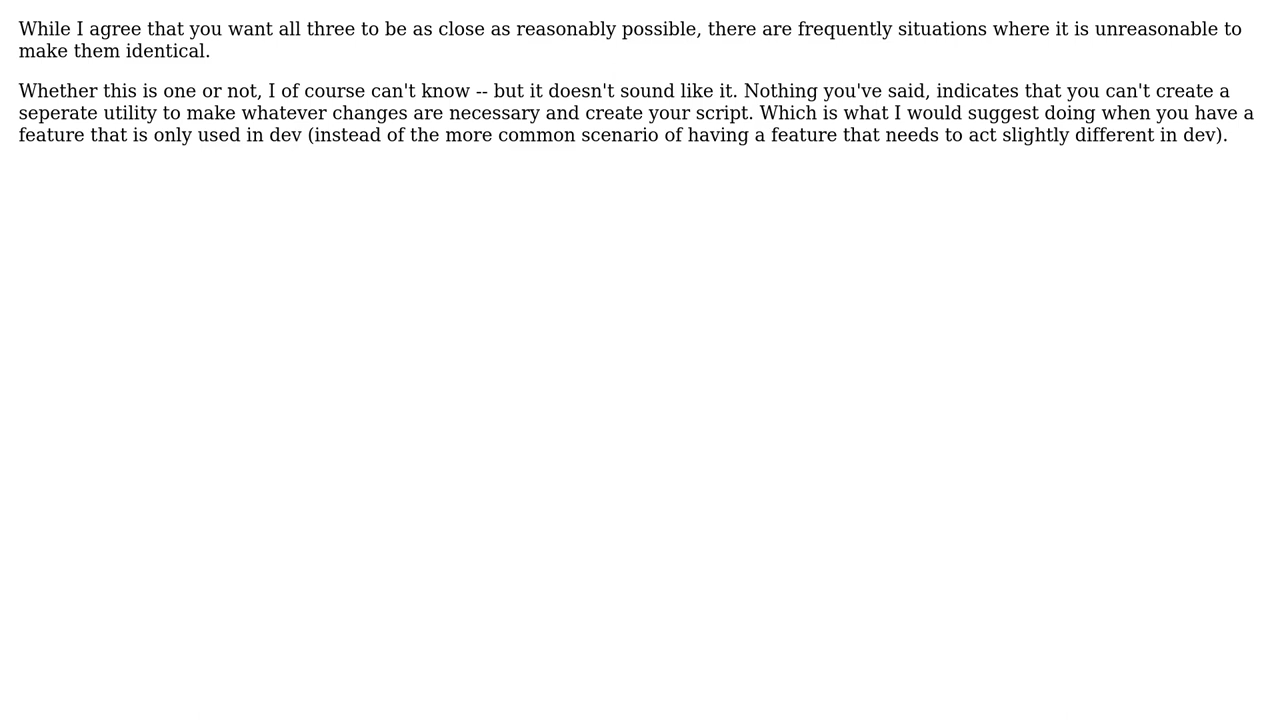 While I agree that you want all three to be as close as reasonably possible, there are frequently situations where it is unreasonable to
make them identical.
Whether this is one or not, I of course can't know -- but it doesn't sound like it. Nothing you've said, indicates that you can't create a
seperate utility to make whatever changes are necessary and create your script. Which is what I would suggest doing when you have a
feature that is only used in dev (instead of the more common scenario of having a feature that needs to act slightly different in dev).